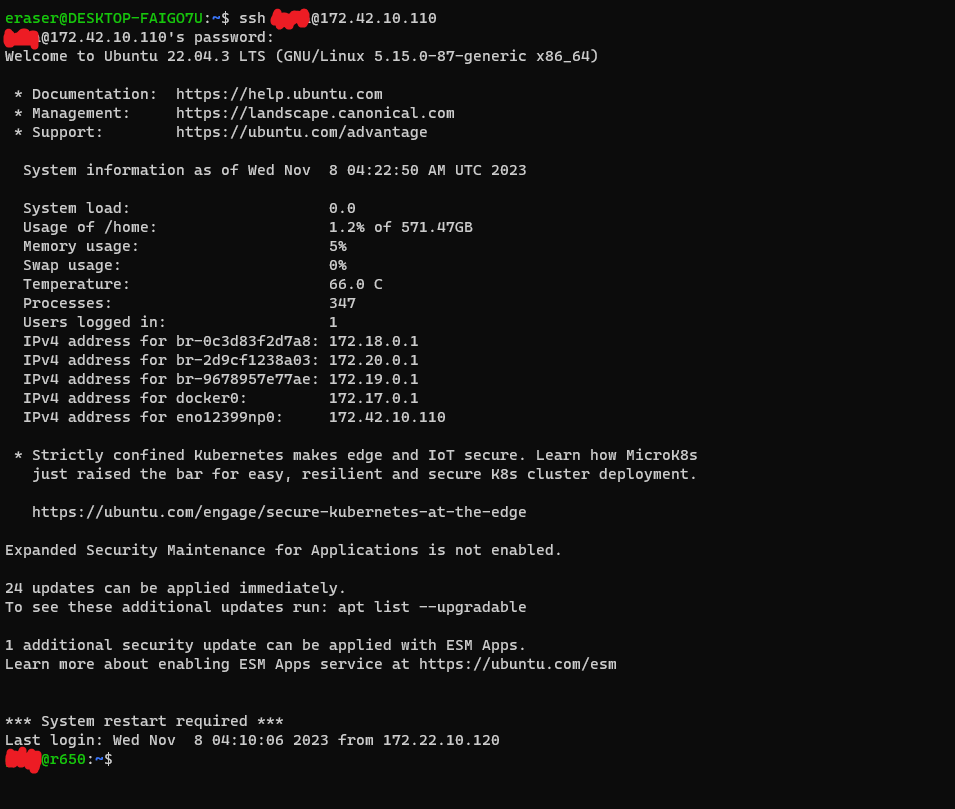 eraser@DESKTOP-FAIGO7U:~$ ssh @172.42.10.110
@172.42.10.110's password:
Welcome to Ubuntu 22.04.3 LTS (GNU/Linux 5.15.0-87-generic x86_64)
* Documentation: https://help.ubuntu.com
* Management: https://landscape.canonical.com
* Support: https://ubuntu.com/advantage
System information as of Wed Nov 8 04:22:50 AM UTC 2023
System load: 0.0
Usage of /home: 1.2% of 571.47GB
Memory usage: 5%
Swap usage: 0%
Temperature: 66.0 C
Processes: 347
Users logged in: 1
IPv4 address for br-0c3d83f2d7a8: 172.18.0.1
IPv4 address for br-2d9cf1238a03: 172.20.0.1
IPv4 address for br-9678957e77ae: 172.19.0.1
IPv4 address for docker0: 172.17.0.1
IPv4 address for eno12399np0: 172.42.10.110
* Strictly confined Kubernetes makes edge and IoT secure. Learn how MicroK8s
just raised the bar for easy, resilient and secure K8s cluster deployment.
https://ubuntu.com/engage/secure-kubernetes-at-the-edge
Expanded Security Maintenance for Applications is not enabled.
24 updates can be applied immediately.
To see these additional updates run: apt list --upgradable
1 additional security update can be applied with ESM Apps.
Learn more about enabling ESM Apps service at https://ubuntu.com/esm
*** System restart required ***
Last login: Wed Nov 8 04:10:06 2023 from 172.22.10.120
@r650:~$